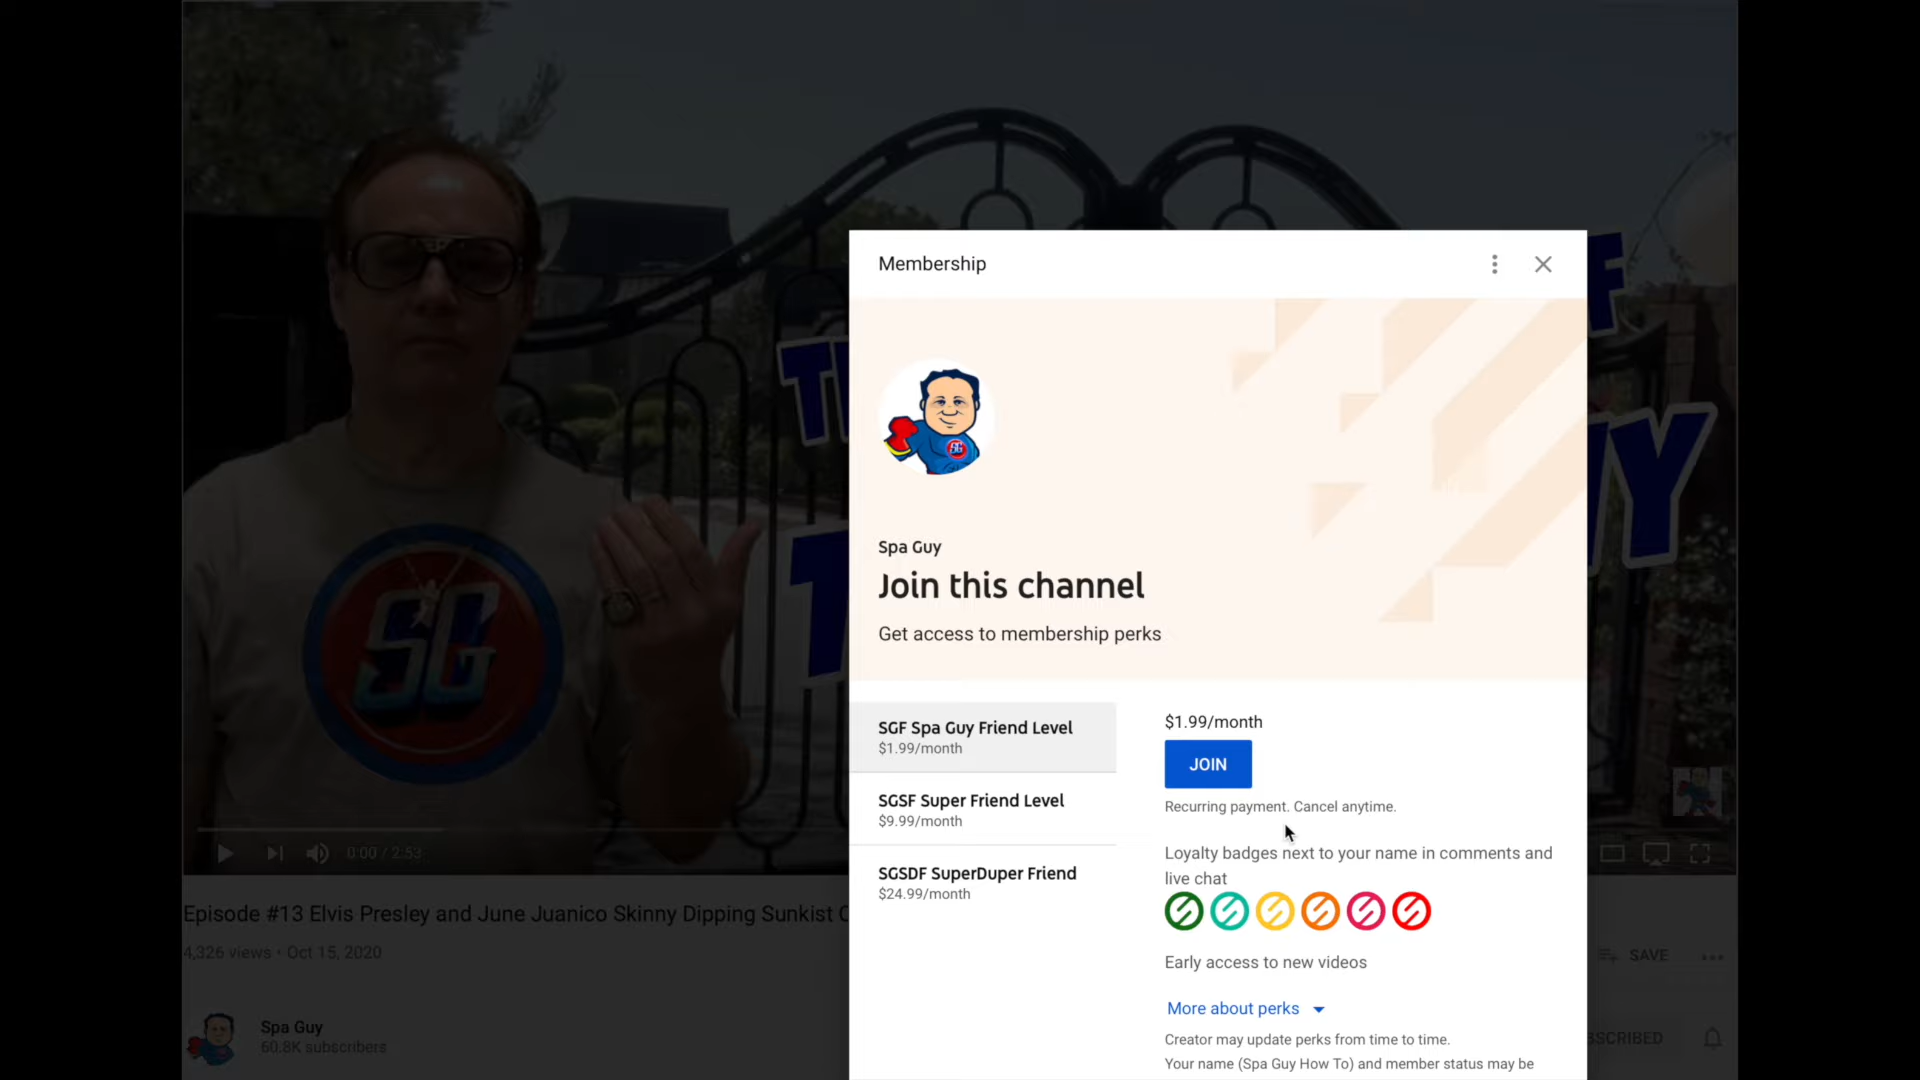 Membership
Spa Guy
Join this channel
Get access to membership perks
SGF Spa Guy Friend Level
$1.99/month
SGSF Super Friend Level
$9.99/month
SGSDF SuperDuper Friend
$24.99/month
$1.99/month
JOIN
Recurring payment. Cancel anytime.
Loyalty badges next to your name in comments and
live chat
Early access to new videos
More about perks
Creator may update perks from time to time.
Your name (Spa Guy How To) and member status may be
SG
0:00 / 2:53
Episode #13 Elvis Presley and June Juanico Skinny Dipping Sunkist
4,326 views • Oct 15, 2020
SAVE
Spa Guy
60.8K subscribers